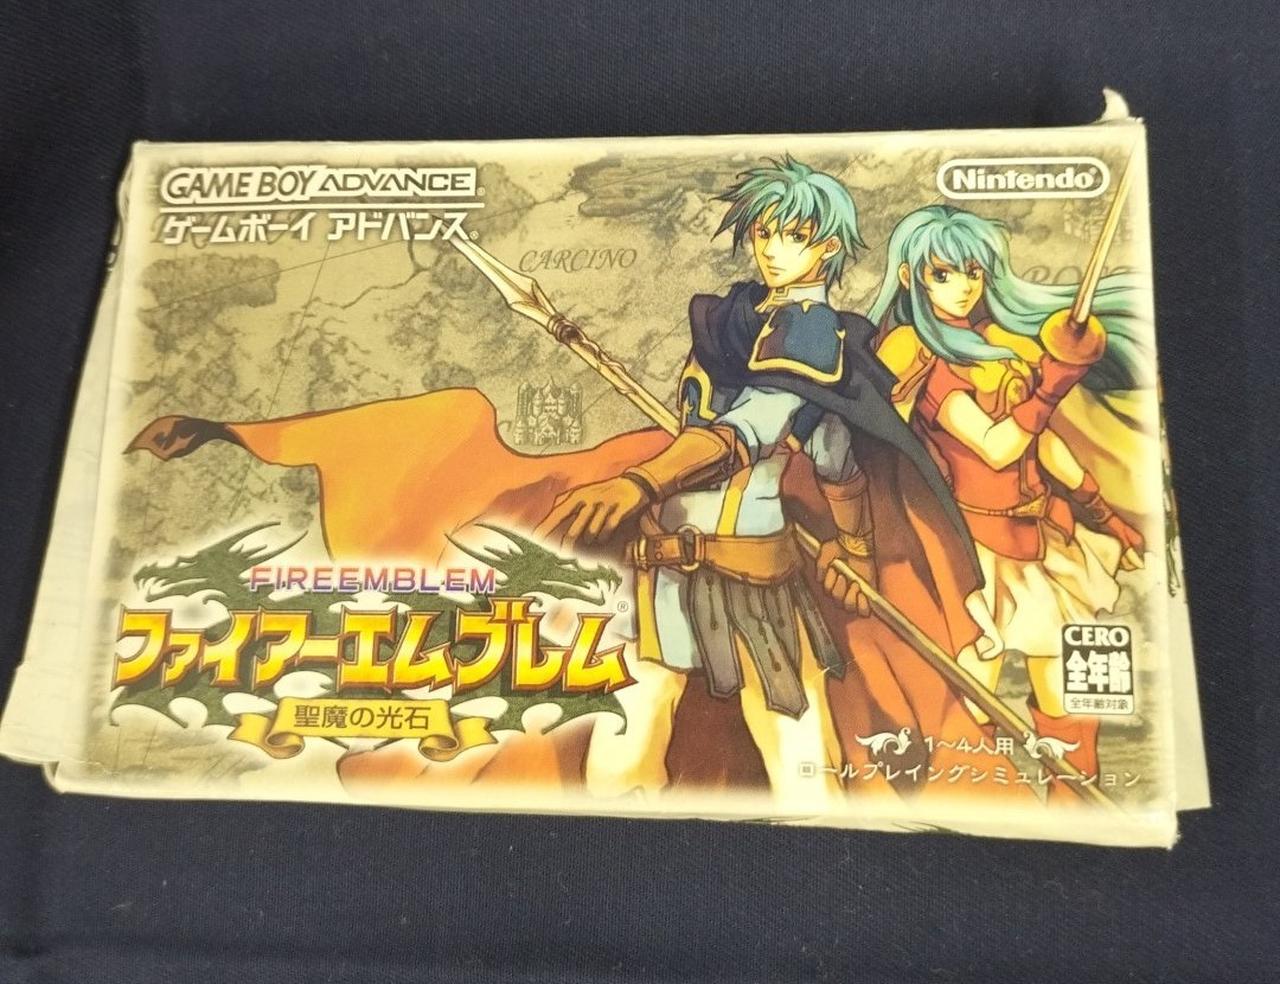 GAME BOY ADVANCE
ゲームボーイ アドバンス
Nintendo
CARCINO
FIRE EMBLEM
ファイアーエムブレム
聖魔の光石
CERO
全年齢
全年齢対象
1〜4人用
ロールプレイングシミュレーション